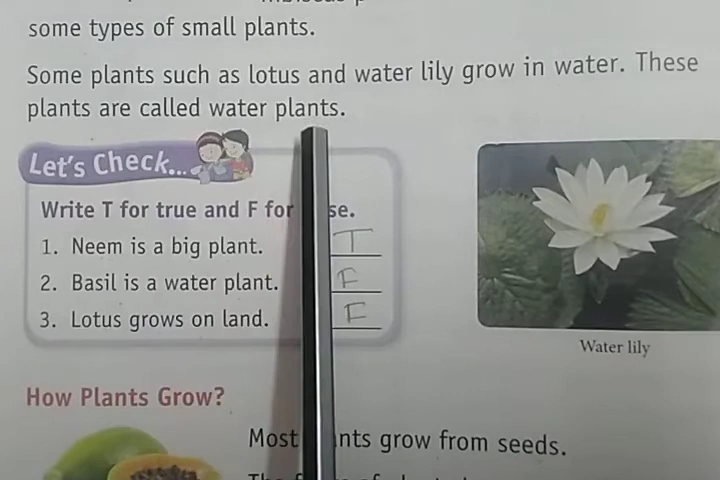 some types of small plants.
Some plants such as lotus and water lily grow in water. These
plants are called water plants.
Let's Check...
Write T for true and F for se.
1. Neem is a big plant. T
2. Basil is a water plant. F
3. Lotus grows on land. F
Water lily
How Plants Grow?
Most nts grow from seeds.